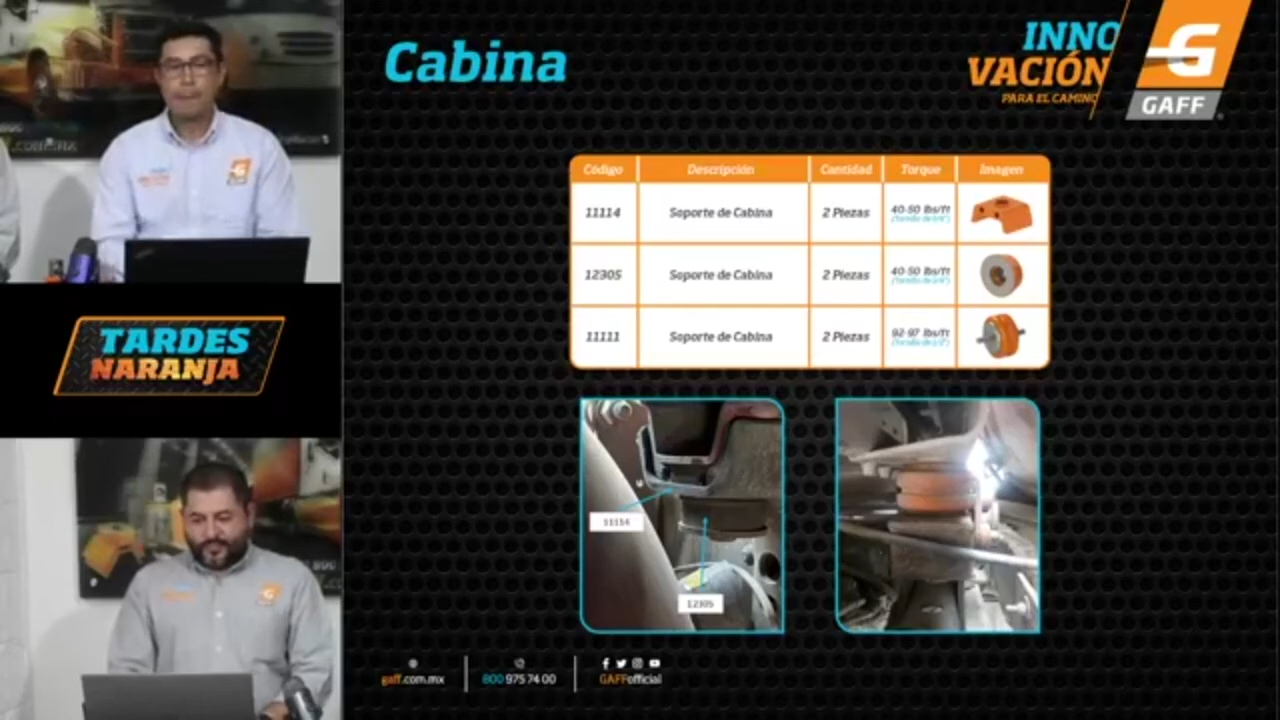 Cabina
INNO
VACIÓN
PARA EL CAMINO
G
GAFF
Código Descripción Cantidad Torque Imagen
11114 Soporte de Cabina 2 Piezas 40-50 lbs/ft
12305 Soporte de Cabina 2 Piezas 40-50 lbs/ft
11111 Soporte de Cabina 2 Piezas 92-97 lbs/ft
TARDES
NARANJA
11114
12305
gaff.com.mx
800 975 74 00
GAFFofficial